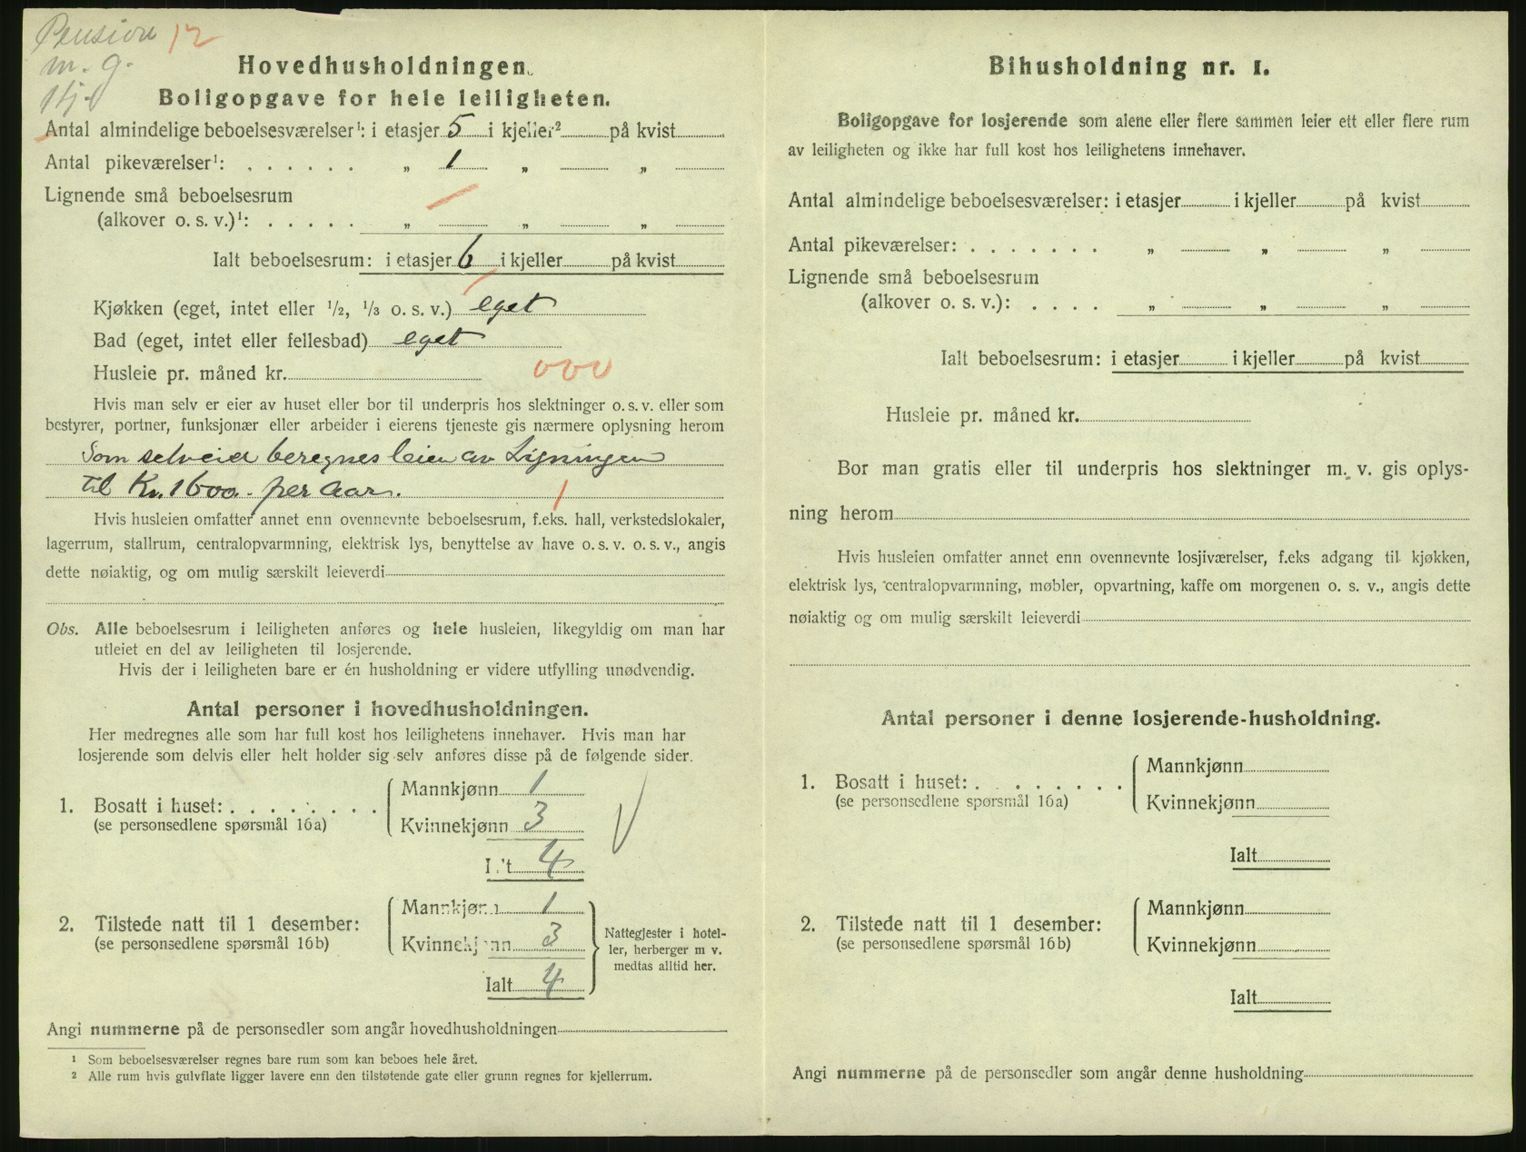 Pension 12
m. g.
Hovedhusholdningen.
Boligopgave for hele leiligheten.
Antal almindelige beboelsesværelser¹: i etasjer 5 i kjeller² på kvist
Antal pikeværelser¹: . . . . . . „ 1 „ „
Lignende små beboelsesrum
(alkover o. s. v.)¹: . . . . . „ „ „
Ialt beboelsesrum: i etasjer 6 i kjeller på kvist
Kjøkken (eget, intet eller 1/2, 1/3 o. s. v.) eget
Bad (eget, intet eller fellesbad) eget
Husleie pr. måned kr. 000
Hvis man selv er eier av huset eller bor til underpris hos slektninger o. s. v. eller som
bestyrer, portner, funksjonær eller arbeider i eierens tjeneste gis nærmere oplysning herom
Som selveier beregnes leien av Ligningen
til Kr. 1600.- per Aar. 1
Hvis husleien omfatter annet enn ovennevnte beboelsesrum, f.eks. hall, verkstedslokaler,
lagerrum, stallrum, centralopvarmning, elektrisk lys, benyttelse av have o. s. v. o. s. v., angis
dette nøiaktig, og om mulig særskilt leieverdi
Obs. Alle beboelsesrum i leiligheten anføres og hele husleien, likegyldig om man har
utleiet en del av leiligheten til losjerende.
Hvis der i leiligheten bare er én husholdning er videre utfylling unødvendig.
Antal personer i hovedhusholdningen.
Her medregnes alle som har full kost hos leilighetens innehaver. Hvis man har
losjerende som delvis eller helt holder sig selv anføres disse på de følgende sider.
1. Bosatt i huset: . . . . . . . . Mannkjønn 1
(se personsedlene spørsmål 16a) Kvinnekjønn 3
Ialt 4
2. Tilstede natt til 1 desember: Mannkjønn 1
(se personsedlene spørsmål 16b) Kvinnekjønn 3
Ialt 4
Nattegjester i hotel-
ler, herberger m v.
medtas alltid her.
Angi nummerne på de personsedler som angår hovedhusholdningen
¹ Som beboelsesværelser regnes bare rum som kan beboes hele året.
² Alle rum hvis gulvflate ligger lavere enn den tilstøtende gate eller grunn regnes for kjellerrum.
Bihusholdning nr. 1.
Boligopgave for losjerende som alene eller flere sammen leier ett eller flere rum
av leiligheten og ikke har full kost hos leilighetens innehaver.
Antal almindelige beboelsesværelser: i etasjer i kjeller på kvist
Antal pikeværelser: . . . . . . . „ „ „
Lignende små beboelsesrum
(alkover o. s. v.): . . . . „ „ „
Ialt beboelsesrum: i etasjer i kjeller på kvist
Husleie pr. måned kr.
Bor man gratis eller til underpris hos slektninger m. v. gis oplys-
ning herom
Hvis husleien omfatter annet enn ovennevnte losjiværelser, f.eks adgang til kjøkken,
elektrisk lys, centralopvarmning, møbler, opvartning, kaffe om morgenen o. s. v., angis dette
nøiaktig og om mulig særskilt leieverdi
Antal personer i denne losjerende-husholdning.
1. Bosatt i huset: . . . . . . . Mannkjønn
(se personsedlene spørsmål 16a) Kvinnekjønn
Ialt
2. Tilstede natt til 1 desember: Mannkjønn
(se personsedlene spørsmål 16b) Kvinnekjønn
Ialt
Angi nummerne på de personsedler som angår denne husholdning